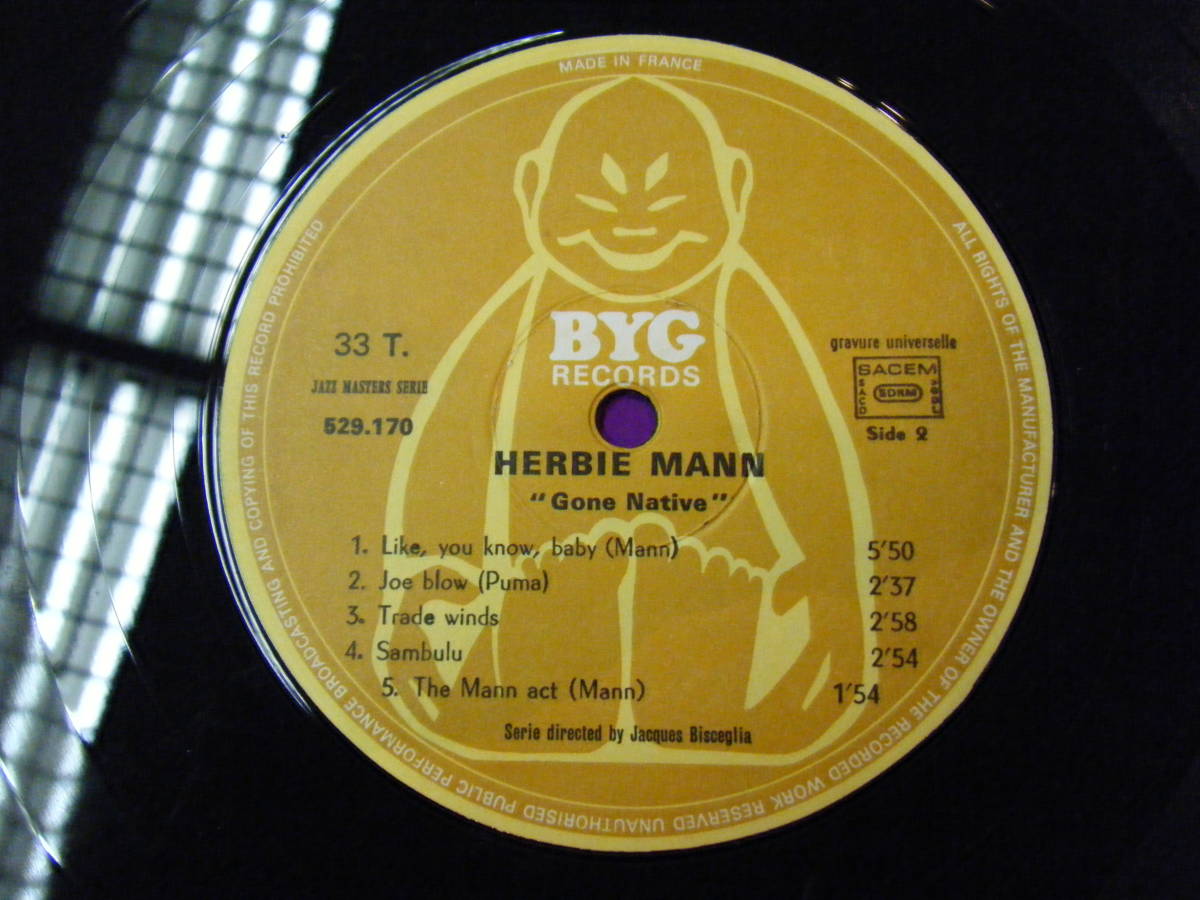 MADE IN FRANCE
ALL RIGHTS OF THE MANUFACTURER AND THE OWNER OF THE RECORDED WORK RESERVED UNAUTHORISED PUBLIC PERFORMANCE BROADCASTING AND COPYING OF THIS RECORD PROHIBITED
BYG
RECORDS
33 T.
JAZZ MASTERS SERIE
529.170
gravure universelle
SACEM
SACD
SDRM
Side 2
HERBIE MANN
"Gone Native"
1. Like, you know, baby (Mann) 5'50
2. Joe blow (Puma) 2'37
3. Trade winds 2'58
4. Sambulu 2'54
5. The Mann act (Mann) 1'54
Serie directed by Jacques Bisceglia